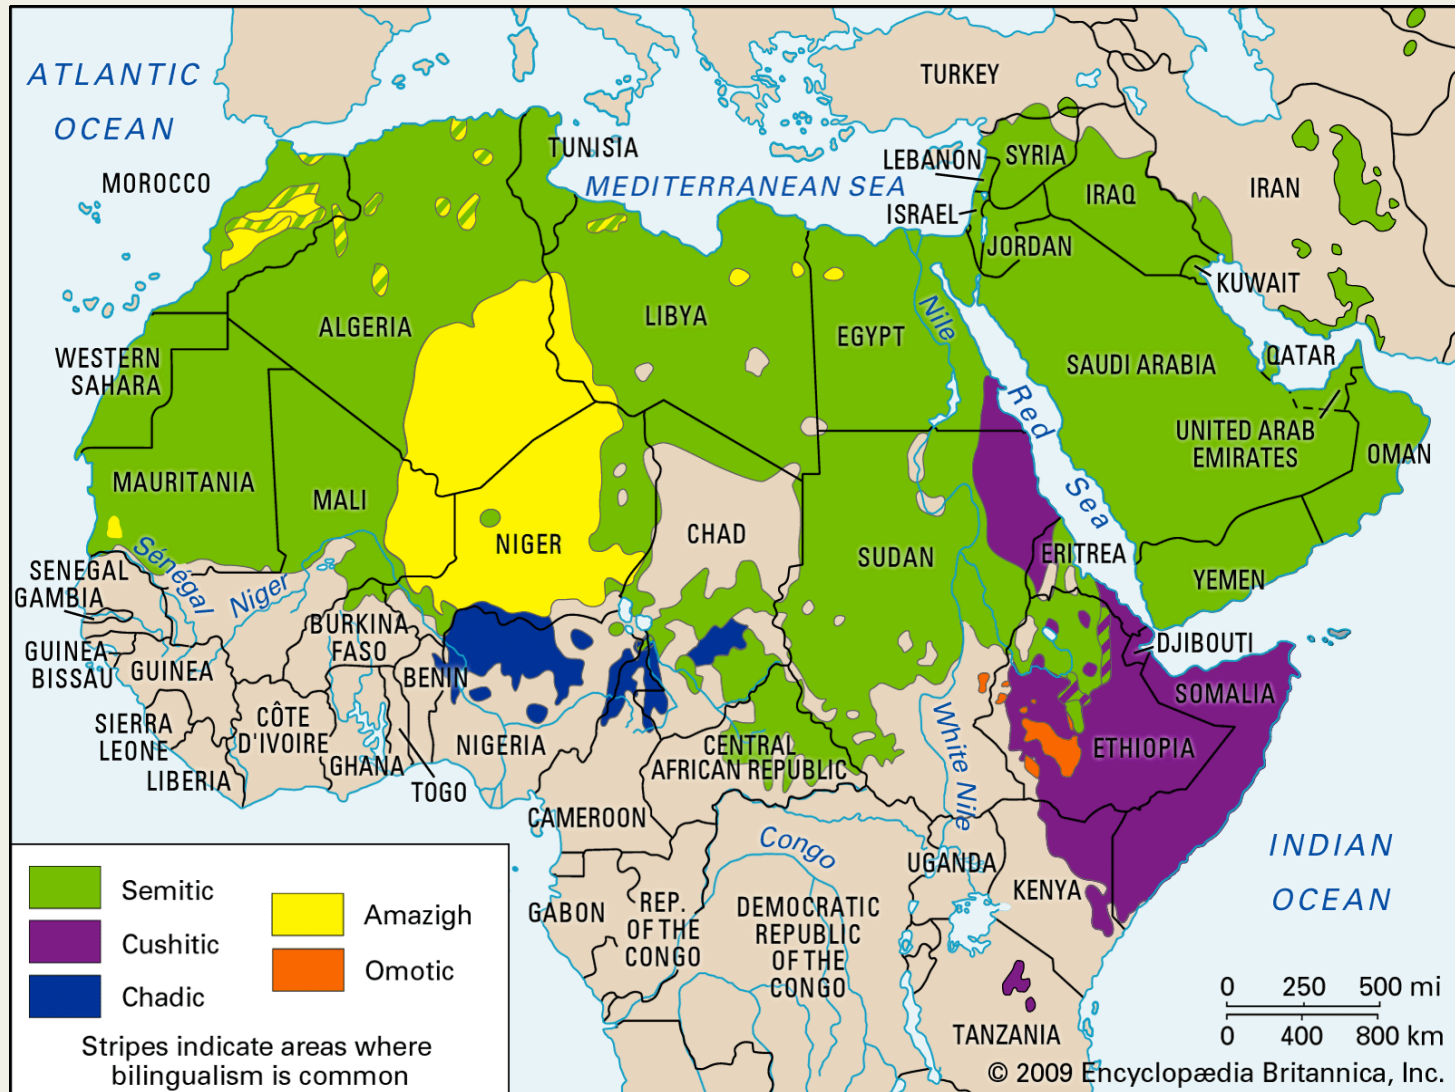 ATLANTIC
OCEAN
TURKEY
TUNISIA
LEBANON
SYRIA
MOROCCO
MEDITERRANEAN SEA
IRAQ
IRAN
ISRAEL
JORDAN
KUWAIT
ALGERIA
LIBYA
Nile
EGYPT
WESTERN
SAHARA
SAUDI ARABIA
QATAR
Red
Sea
UNITED ARAB
EMIRATES
OMAN
MAURITANIA
MALI
NIGER
CHAD
SUDAN
ERITREA
YEMEN
Sénégal
Niger
SENEGAL
GAMBIA
BURKINA
FASO
GUINEA-
BISSAU
GUINEA
BENIN
DJIBOUTI
SOMALIA
SIERRA
LEONE
CÔTE
D'IVOIRE
LIBERIA
GHANA
TOGO
NIGERIA
CENTRAL
AFRICAN REPUBLIC
White Nile
ETHIOPIA
CAMEROON
Congo
UGANDA
KENYA
INDIAN
OCEAN
GABON
REP.
OF THE
CONGO
DEMOCRATIC
REPUBLIC
OF THE
CONGO
TANZANIA
Semitic
Cushitic
Chadic
Amazigh
Omotic
Stripes indicate areas where
bilingualism is common
0 250 500 mi
0 400 800 km
© 2009 Encyclopædia Britannica, Inc.